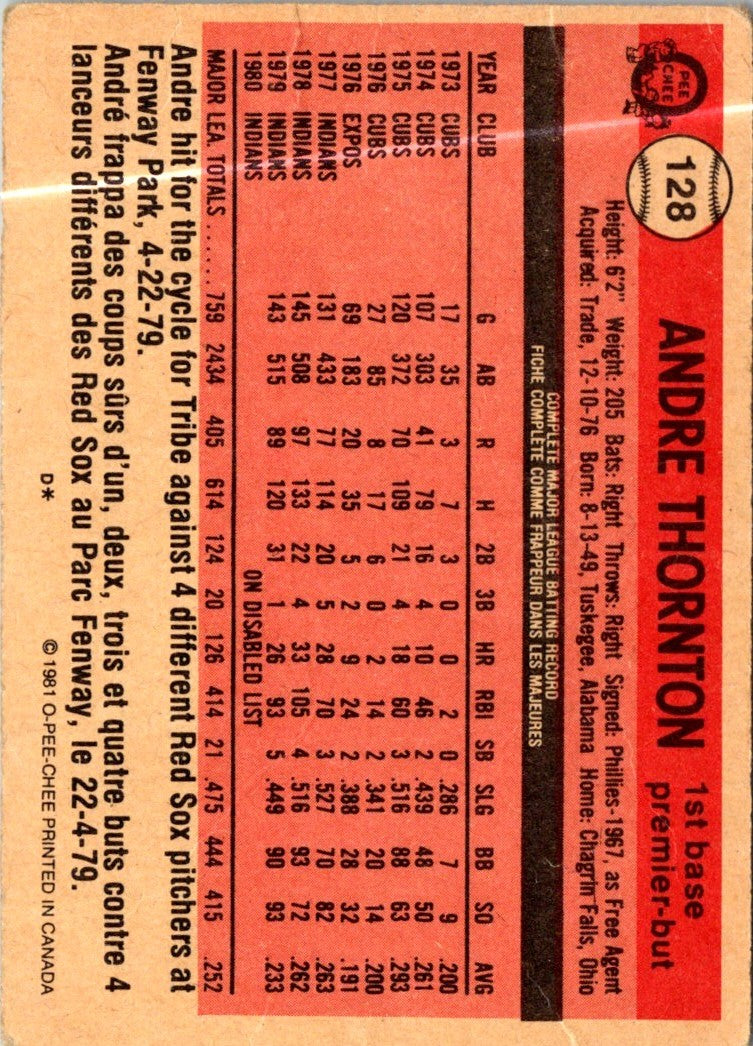 O PEE CHEE
128
ANDRE THORNTON
1st base
premier-but
Height: 6'2" Weight: 205 Bats: Right Throws: Right Signed: Phillies-1967, as Free Agent
Acquired: Trade, 12-10-76 Born: 8-13-49, Tuskegee, Alabama Home: Chagrin Falls, Ohio
COMPLETE MAJOR LEAGUE BATTING RECORD
FICHE COMPLÈTE COMME FRAPPEUR DANS LES MAJEURES
YEAR CLUB G AB R H 2B 3B HR RBI SB SLG BB SO AVG
1973 CUBS 17 35 3 7 3 0 0 2 0 .286 7 9 .200
1974 CUBS 107 303 41 79 16 4 10 46 2 .439 48 50 .261
1975 CUBS 120 372 70 109 21 4 18 60 3 .516 88 63 .293
1976 CUBS 27 85 8 17 6 0 2 14 2 .341 20 14 .200
1976 EXPOS 69 183 20 35 5 2 9 24 2 .388 28 32 .191
1977 INDIANS 131 433 77 114 20 5 28 70 3 .527 70 82 .263
1978 INDIANS 145 508 97 133 22 4 33 105 4 .516 93 72 .262
1979 INDIANS 143 515 89 120 31 1 26 93 5 .449 90 93 .233
1980 INDIANS ON DISABLED LIST
MAJOR LEA. TOTALS ...... 759 2434 405 614 124 20 126 414 21 .475 444 415 .252
Andre hit for the cycle for Tribe against 4 different Red Sox pitchers at
Fenway Park, 4-22-79.
André frappa des coups sûrs d'un, deux, trois et quatre buts contre 4
lanceurs différents des Red Sox au Parc Fenway, le 22-4-79.
D* © 1981 O-PEE-CHEE PRINTED IN CANADA